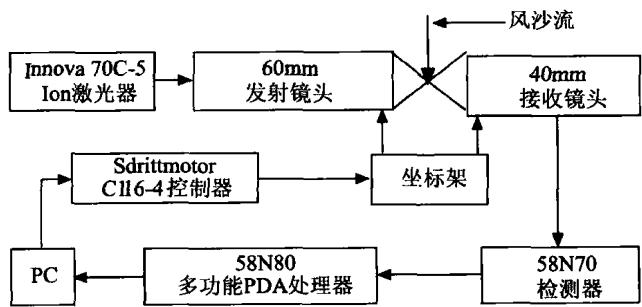 风沙流
Innova 70C-5
Ion激光器
60mm
发射镜头
40mm
接收镜头
Sdrittmotor
C116-4控制器
坐标架
PC
58N80
多功能PDA处理器
58N70
检测器